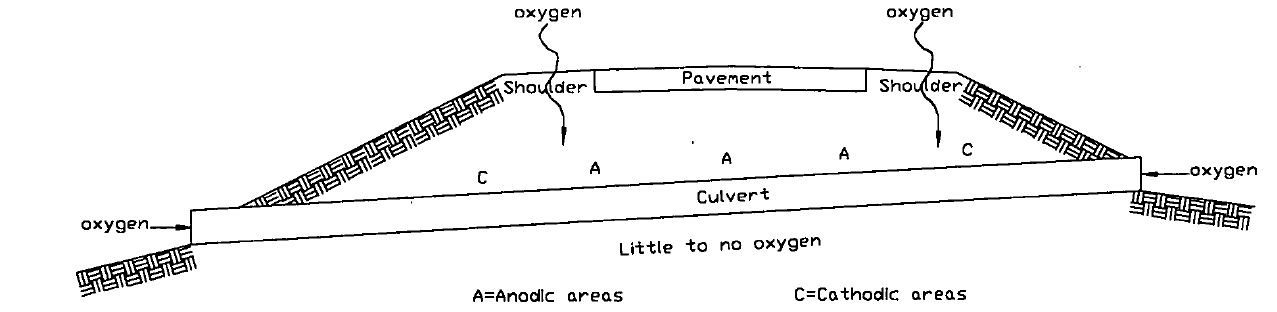 oxygen
oxygen
Shoulder
Pavement
Shoulder
C
A
A
A
C
oxygen
Culvert
oxygen
Little to no oxygen
A=Anodic areas
C=Cathodic areas